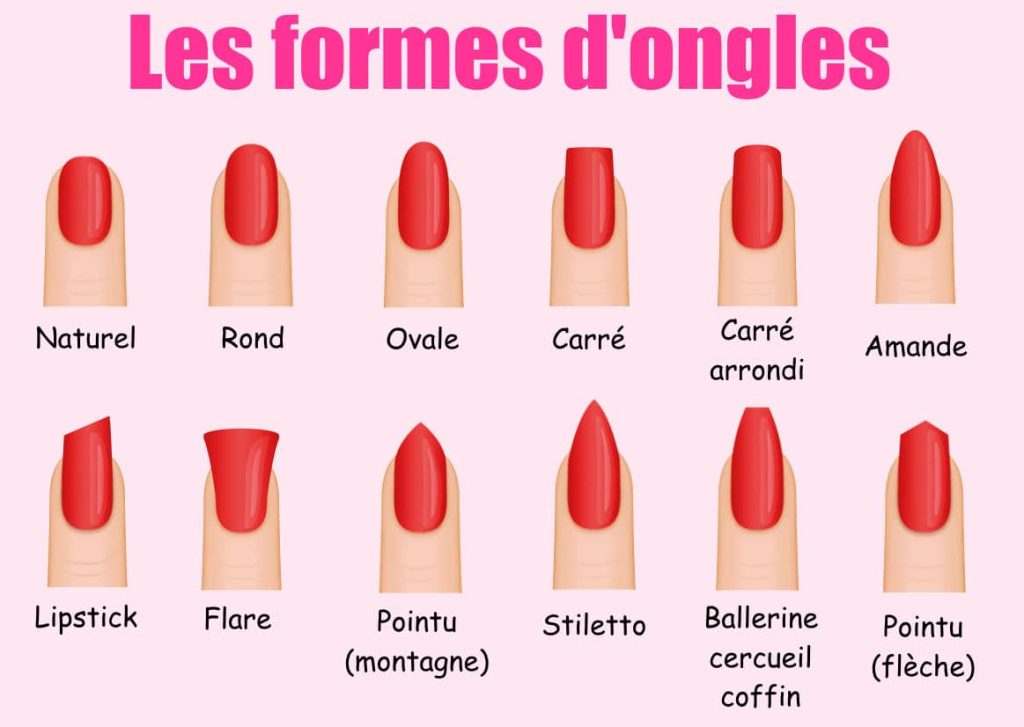 Les formes d'ongles
Naturel
Rond
Ovale
Carré
Carré
arrondi
Amande
Lipstick
Flare
Pointu
(montagne)
Stiletto
Ballerine
cercueil
coffin
Pointu
(flèche)